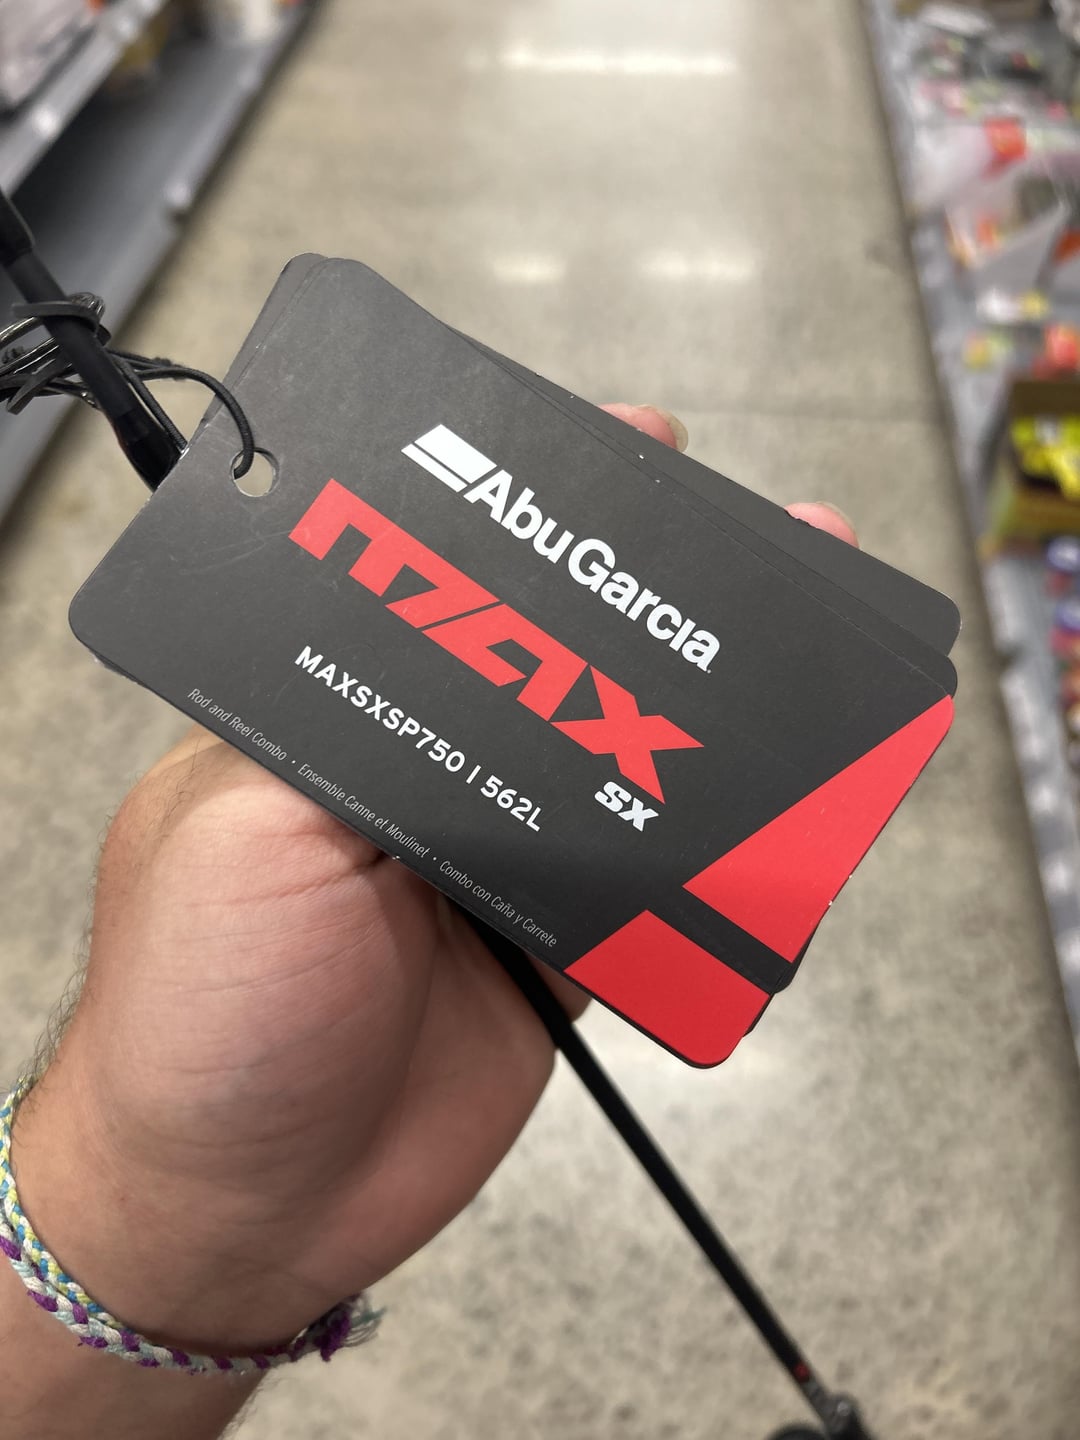 AbuGarcia
MAX
SX
MAXSXSP750 | 562L
Rod and Reel Combo • Ensemble Canne et Moulinet • Combo con Caña y Carrete